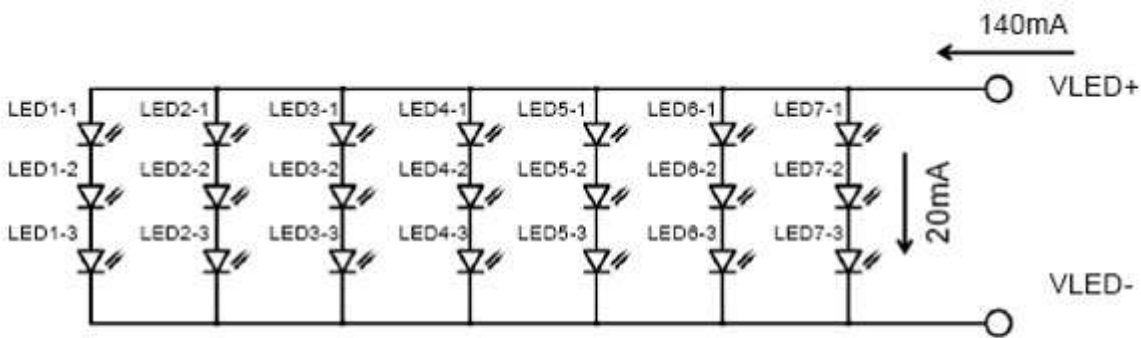 140mA
VLED+
LED1-1 LED2-1 LED3-1 LED4-1 LED5-1 LED6-1 LED7-1
LED1-2 LED2-2 LED3-2 LED4-2 LED5-2 LED6-2 LED7-2
20mA
LED1-3 LED2-3 LED3-3 LED4-3 LED5-3 LED6-3 LED7-3
VLED-